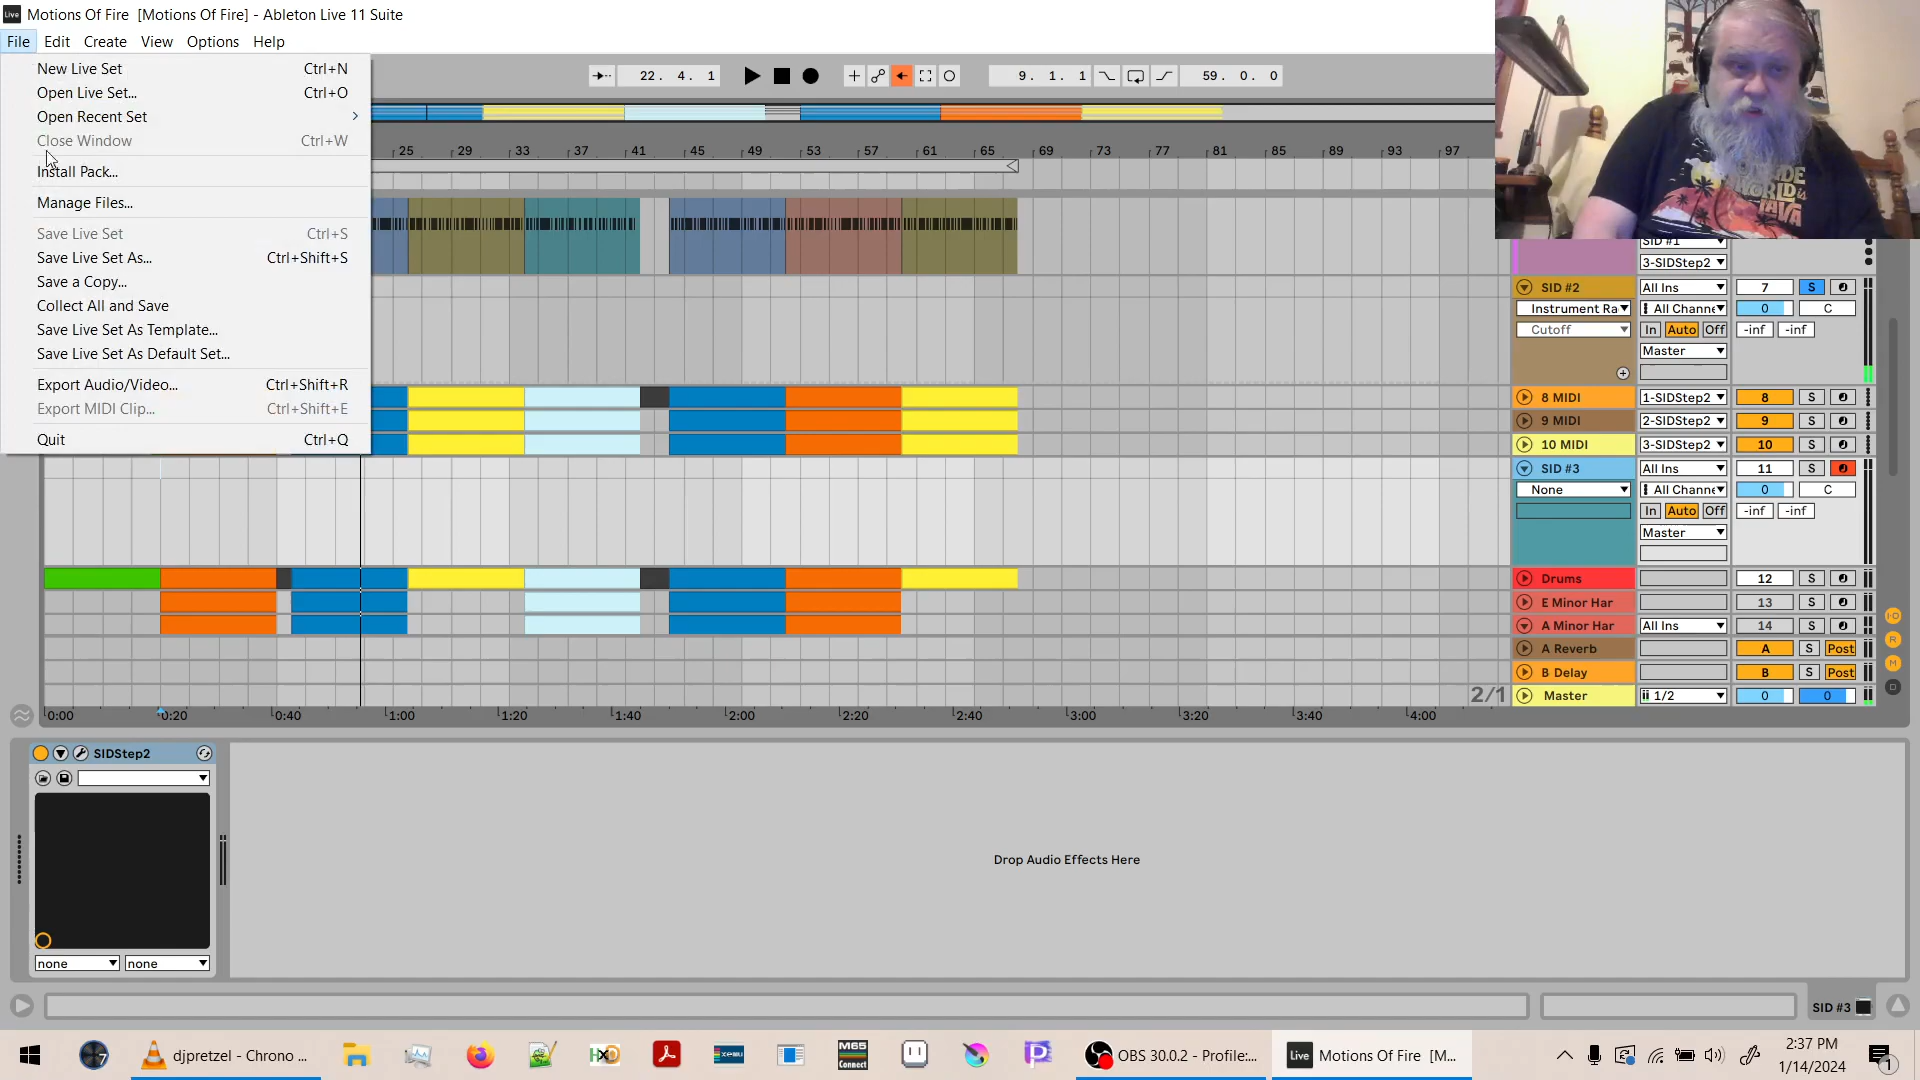 Motions Of Fire  [Motions Of Fire] - Ableton Live 11 Suite
File Edit Create View Options Help
New Live Set Ctrl+N
Open Live Set... Ctrl+O
Open Recent Set
Close Window Ctrl+W
Install Pack...
Manage Files...
Save Live Set Ctrl+S
Save Live Set As... Ctrl+Shift+S
Save a Copy...
Collect All and Save
Save Live Set As Template...
Save Live Set As Default Set...
Export Audio/Video... Ctrl+Shift+R
Export MIDI Clip... Ctrl+Shift+E
Quit Ctrl+Q
22. 4. 1
9. 1. 1
59. 0. 0
25 29 33 37 41 45 49 53 57 61 65 69 73 77 81 85 89 93 97
WORLD is
JAVA
SID #1
3-SIDStep2
SID #2 All Ins 7 S
Instrument Ra All Channe 0 C
Cutoff In Auto Off -inf -inf
Master
8 MIDI 1-SIDStep2 8 S
9 MIDI 2-SIDStep2 9 S
10 MIDI 3-SIDStep2 10 S
SID #3 All Ins 11 S
None All Channe 0 C
In Auto Off -inf -inf
Master
Drums 12 S
E Minor Har 13 S
A Minor Har All Ins 14 S
A Reverb A S Post
B Delay B S Post
2/1 Master 1/2 0 0
0:00 0:20 0:40 1:00 1:20 1:40 2:00 2:20 2:40 3:00 3:20 3:40 4:00
SIDStep2
none none
Drop Audio Effects Here
SID #3
djpretzel - Chrono ...
M65
Connect
OBS 30.0.2 - Profile:...
Live Motions Of Fire  [M...
2:37 PM
1/14/2024
1